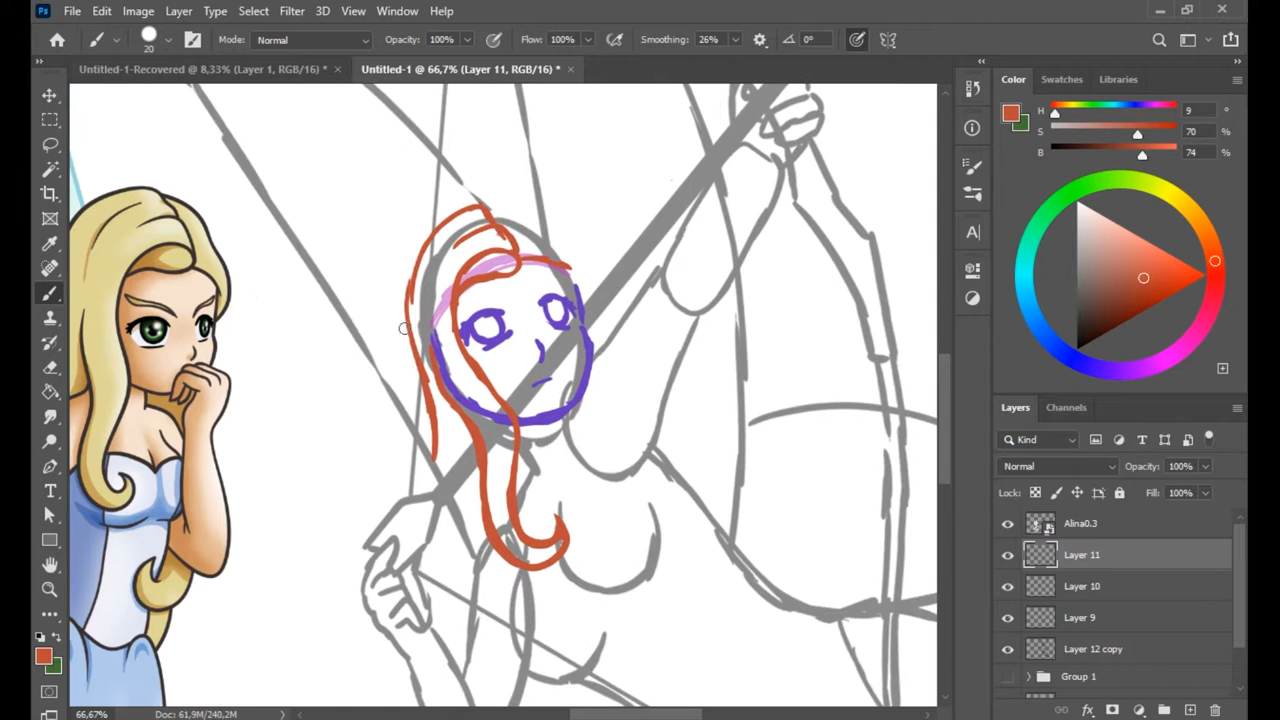 Ps File Edit Image Layer Type Select Filter 3D View Window Help
20 Mode: Normal Opacity: 100% Flow: 100% Smoothing: 26% 0°
Untitled-1-Recovered @ 8,33% (Layer 1, RGB/16) * Untitled-1 @ 66,7% (Layer 11, RGB/16) *
Color Swatches Libraries
H 9 °
S 70 %
B 74 %
Layers Channels
Kind
Normal Opacity: 100%
Lock: Fill: 100%
Alina0.3
Layer 11
Layer 10
Layer 9
Layer 12 copy
Group 1
66,67% Doc: 61,9M/240,2M